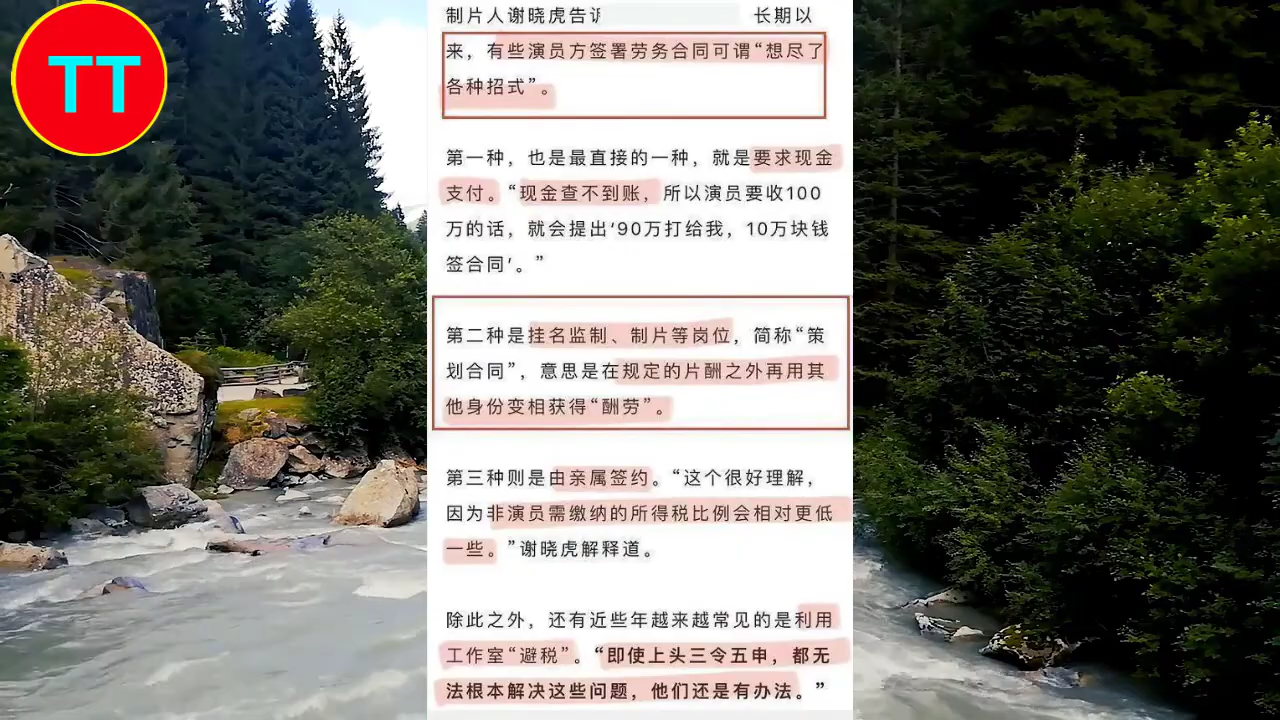 TT
制片人谢晓虎告诉 长期以
来，有些演员方签署劳务合同可谓“想尽了
各种招式”。
第一种，也是最直接的一种，就是要求现金
支付。“现金查不到账，所以演员要收100
万的话，就会提出‘90万打给我，10万块钱
签合同’。”
第二种是挂名监制、制片等岗位，简称“策
划合同”，意思是在规定的片酬之外再用其
他身份变相获得“酬劳”。
第三种则是由亲属签约。“这个很好理解，
因为非演员需缴纳的所得税比例会相对更低
一些。”谢晓虎解释道。
除此之外，还有近些年越来越常见的是利用
工作室“避税”。“即使上头三令五申，都无
法根本解决这些问题，他们还是有办法。”